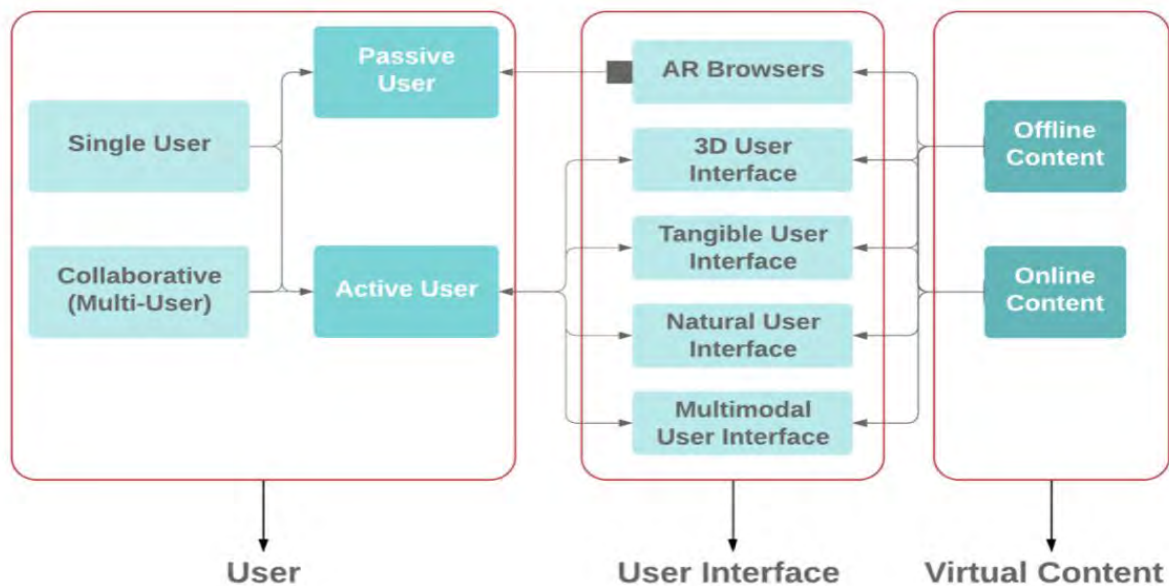 Passive
User
Single User
Collaborative
(Multi-User)
Active User
AR Browsers
3D User
Interface
Tangible User
Interface
Natural User
Interface
Multimodal
User Interface
Offline
Content
Online
Content
User
User Interface
Virtual Content